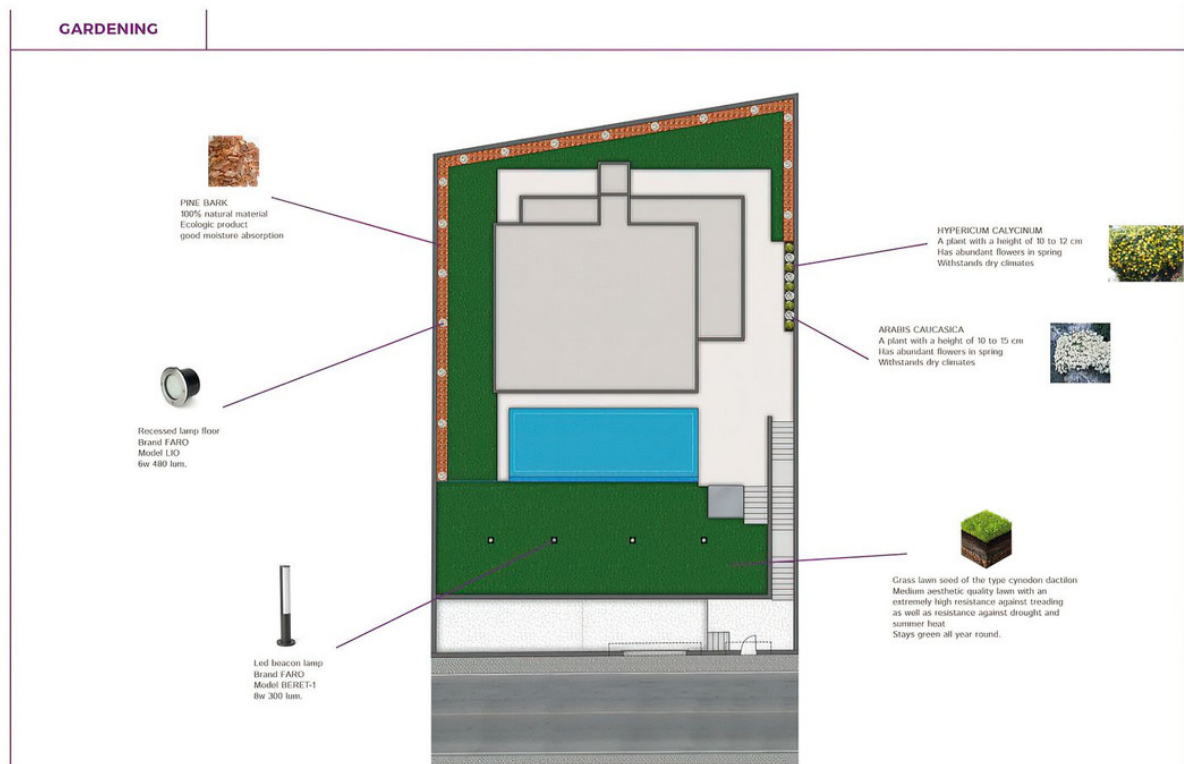 GARDENING
PINE BARK
100% natural material
Ecologic product
good moisture absorption
HYPERICUM CALYCINUM
A plant with a height of 10 to 12 cm
Has abundant flowers in spring
Withstands dry climates
ARABIS CAUCASICA
A plant with a height of 10 to 15 cm
Has abundant flowers in spring
Withstands dry climates
Recessed lamp floor
Brand FARO
Model LIO
6w 480 lum.
Grass lawn seed of the type cynodon dactilon
Medium aesthetic quality lawn with an
extremely high resistance against treading
as well as resistance against drought and
summer heat
Stays green all year round.
Led beacon lamp
Brand FARO
Model BERET-1
8w 300 lum.